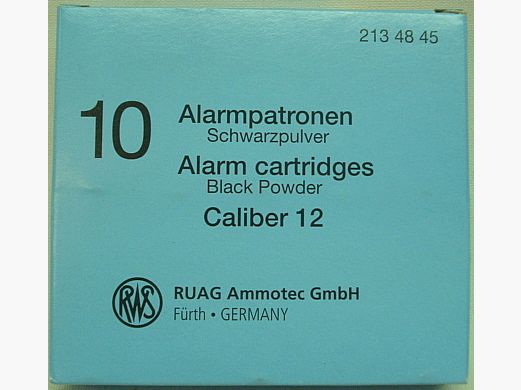 213 48 45
10
Alarmpatronen
Schwarzpulver
Alarm cartridges
Black Powder
Caliber 12
RWS
RUAG Ammotec GmbH
Fürth • GERMANY